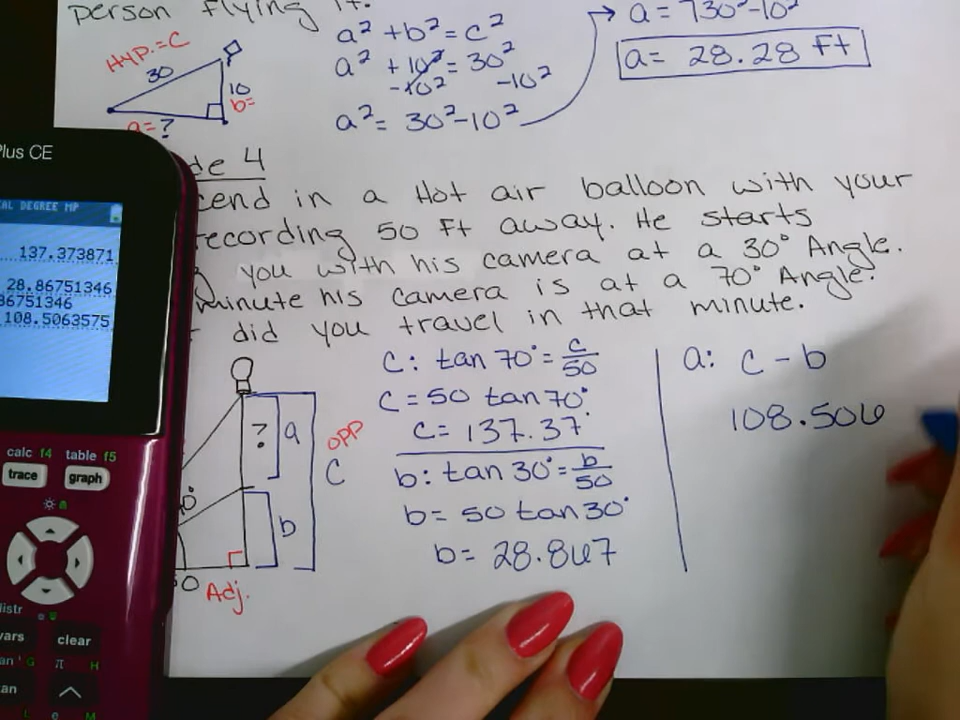 person flying it.
Hyp.=C
30
10
b=
a=?
a² + b² = c²
a² + 10² = 30²
-10² -10²
a² = 30²-10²
a = √30²-10²
a= 28.28 Ft
de 4
cend in a Hot air balloon with your
recording 50 Ft away. He starts
you with his camera at a 30° Angle.
minute his camera is at a 70° Angle.
did you travel in that minute.
? a
b
OPP
C
Adj.
C: tan 70° = c/50
C = 50 tan 70°
C = 137.37
b: tan 30° = b/50
b = 50 tan 30°
b = 28.867
a: C - b
108.506
Plus CE
DEGREE MP
137.373871
28.86751346
86751346
108.5063575
calc f4 table f5
trace graph
distr
vars clear
π H